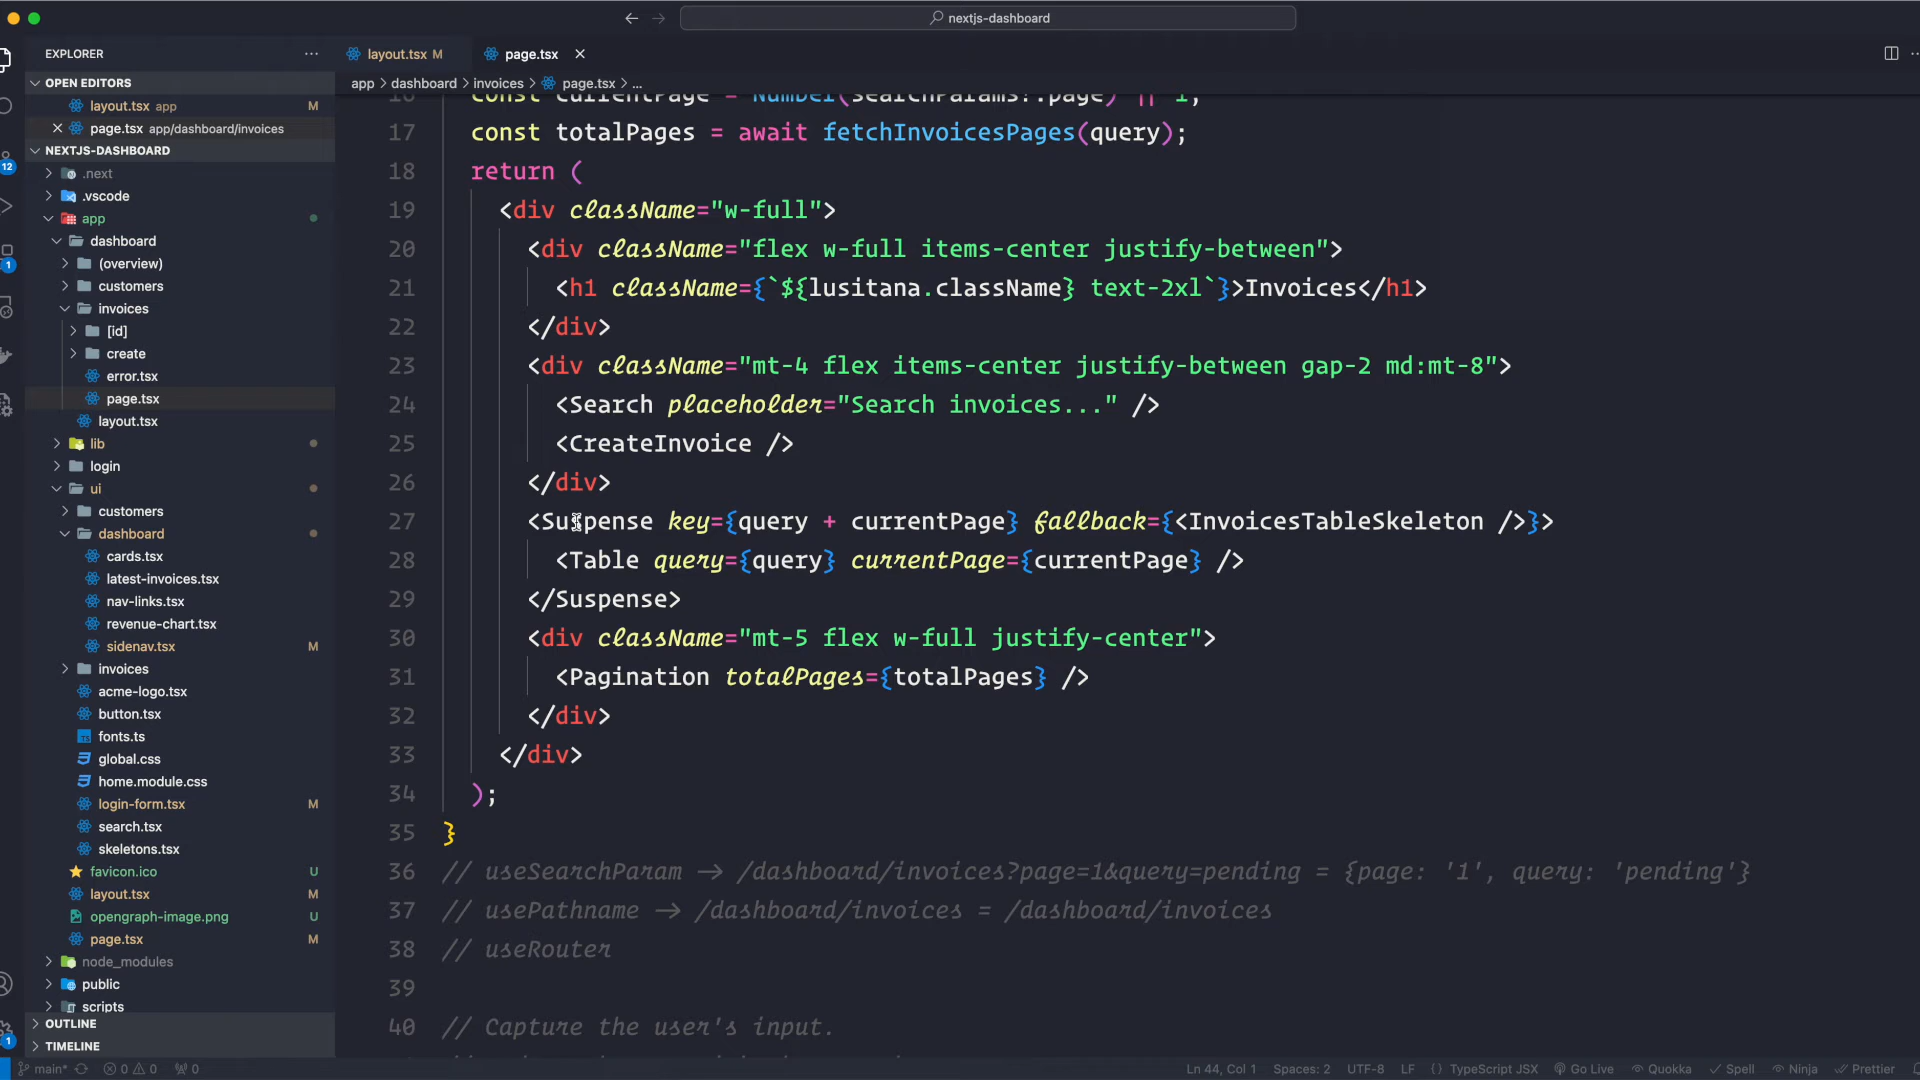 nextjs-dashboard
EXPLORER
layout.tsx M
page.tsx
OPEN EDITORS
app > dashboard > invoices > page.tsx > ...
layout.tsx app M
page.tsx app/dashboard/invoices
NEXTJS-DASHBOARD
.next
.vscode
app
dashboard
(overview)
customers
invoices
[id]
create
error.tsx
page.tsx
layout.tsx
lib
login
ui
customers
dashboard
cards.tsx
latest-invoices.tsx
nav-links.tsx
revenue-chart.tsx
sidenav.tsx M
invoices
acme-logo.tsx
button.tsx
fonts.ts
global.css
home.module.css
login-form.tsx M
search.tsx
skeletons.tsx
favicon.ico U
layout.tsx M
opengraph-image.png U
page.tsx M
node_modules
public
scripts
OUTLINE
TIMELINE
12
1
1
16 const currentPage = Number(searchParams?.page) || 1;
17 const totalPages = await fetchInvoicesPages(query);
18 return (
19 <div className="w-full">
20 <div className="flex w-full items-center justify-between">
21 <h1 className={`${lusitana.className} text-2xl`}>Invoices</h1>
22 </div>
23 <div className="mt-4 flex items-center justify-between gap-2 md:mt-8">
24 <Search placeholder="Search invoices..." />
25 <CreateInvoice />
26 </div>
27 <Suspense key={query + currentPage} fallback={<InvoicesTableSkeleton />}>
28 <Table query={query} currentPage={currentPage} />
29 </Suspense>
30 <div className="mt-5 flex w-full justify-center">
31 <Pagination totalPages={totalPages} />
32 </div>
33 </div>
34 );
35 }
36 // useSearchParam -> /dashboard/invoices?page=1&query=pending = {page: '1', query: 'pending'}
37 // usePathname -> /dashboard/invoices = /dashboard/invoices
38 // useRouter
39
40 // Capture the user's input.
main* 0 0 0 Ln 44, Col 1 Spaces: 2 UTF-8 LF {} TypeScript JSX Go Live Quokka Spell Ninja Prettier